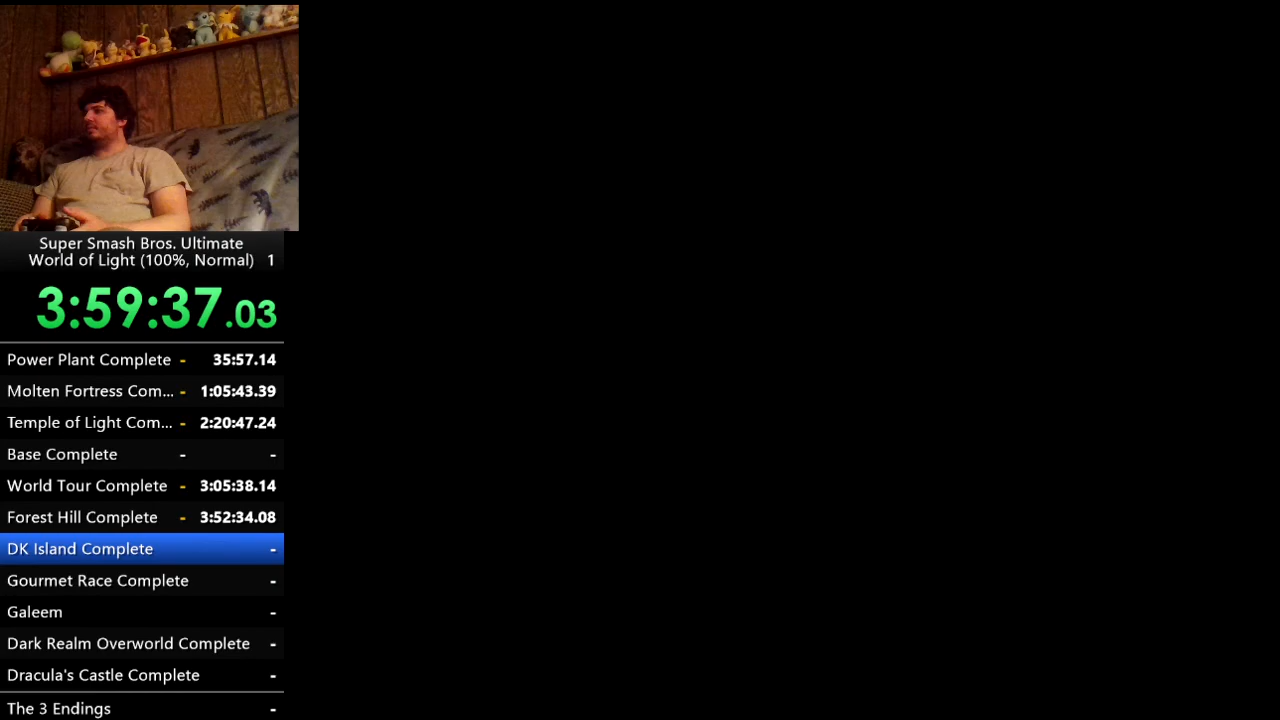 Super Smash Bros. Ultimate
World of Light (100%, Normal) 1
3:59:37.03
Power Plant Complete - 35:57.14
Molten Fortress Com... - 1:05:43.39
Temple of Light Com... - 2:20:47.24
Base Complete - -
World Tour Complete - 3:05:38.14
Forest Hill Complete - 3:52:34.08
DK Island Complete -
Gourmet Race Complete -
Galeem -
Dark Realm Overworld Complete -
Dracula's Castle Complete -
The 3 Endings -